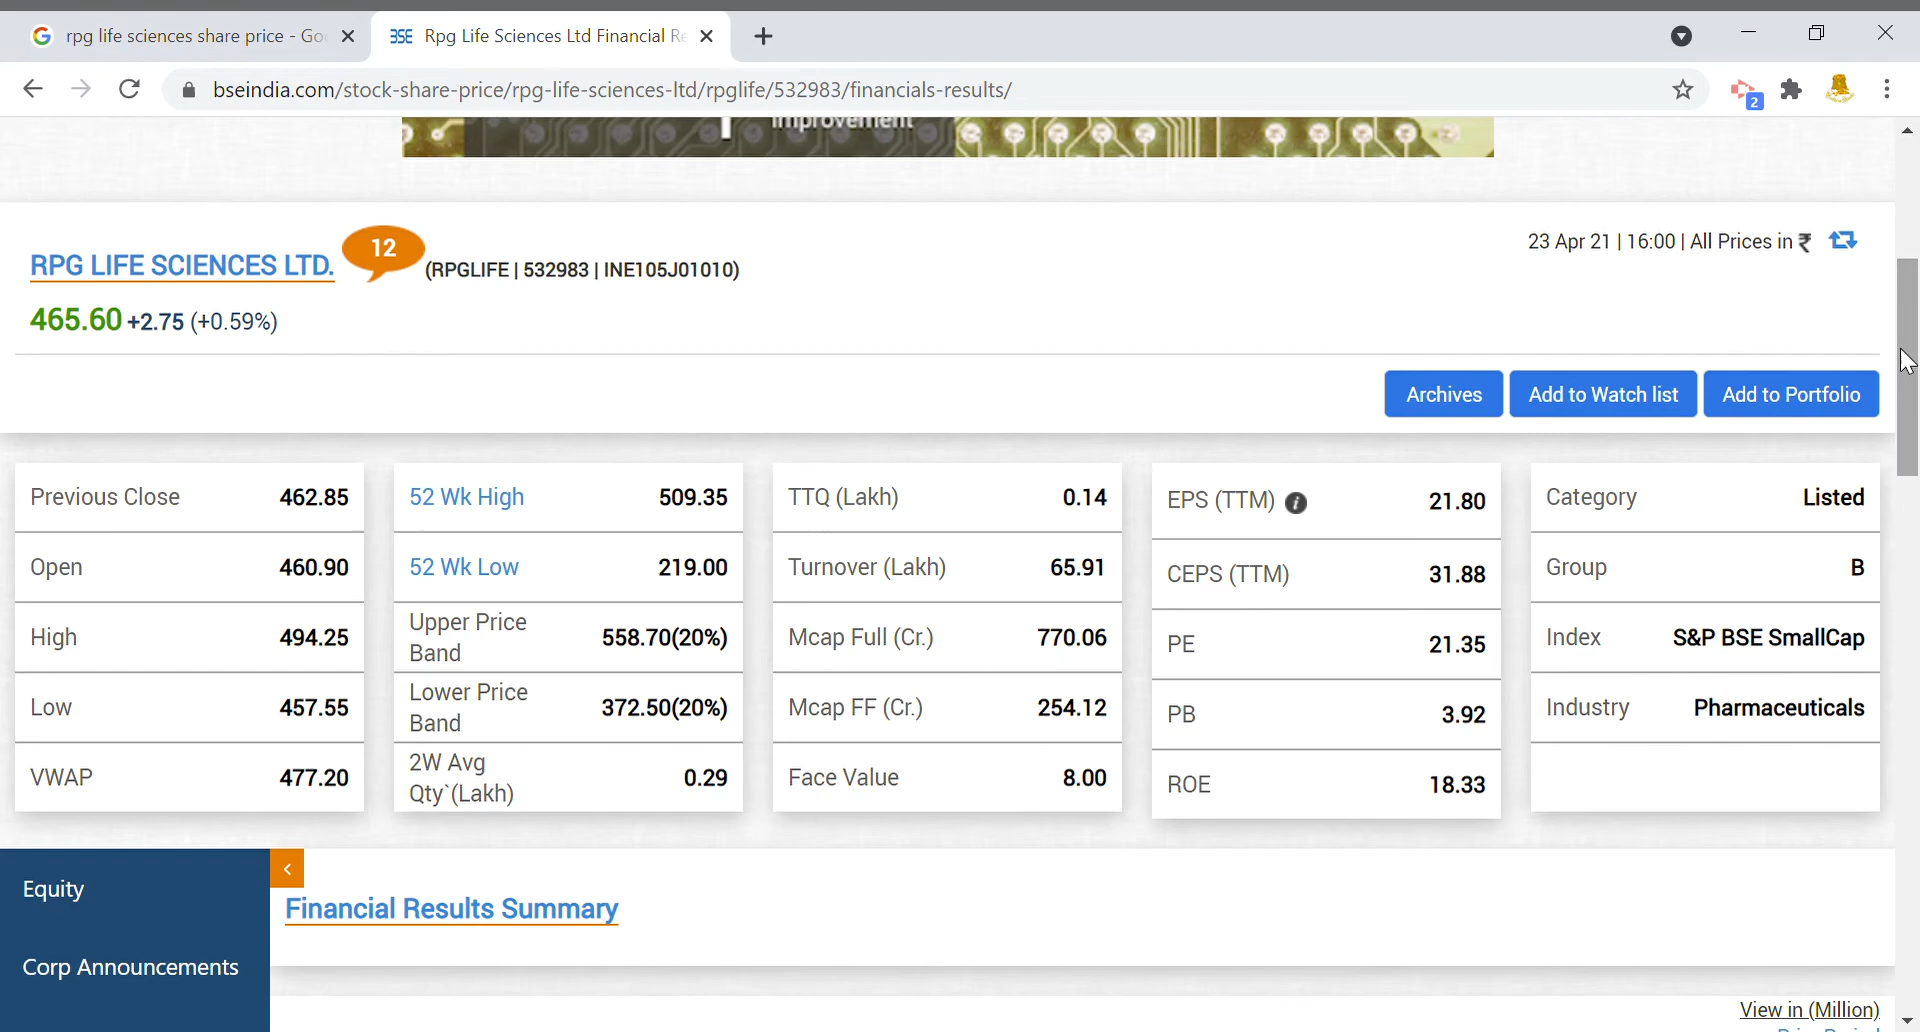 rpg life sciences share price - Go
BSE Rpg Life Sciences Ltd Financial Re
bseindia.com/stock-share-price/rpg-life-sciences-ltd/rpglife/532983/financials-results/
2
improvement
RPG LIFE SCIENCES LTD.
12
(RPGLIFE | 532983 | INE105J01010)
23 Apr 21 | 16:00 | All Prices in ₹
465.60 +2.75 (+0.59%)
Archives
Add to Watch list
Add to Portfolio
Previous Close 462.85
Open 460.90
High 494.25
Low 457.55
VWAP 477.20
52 Wk High 509.35
52 Wk Low 219.00
Upper Price
Band 558.70(20%)
Lower Price
Band 372.50(20%)
2W Avg
Qty`(Lakh) 0.29
TTQ (Lakh) 0.14
Turnover (Lakh) 65.91
Mcap Full (Cr.) 770.06
Mcap FF (Cr.) 254.12
Face Value 8.00
EPS (TTM) i 21.80
CEPS (TTM) 31.88
PE 21.35
PB 3.92
ROE 18.33
Category Listed
Group B
Index S&P BSE SmallCap
Industry Pharmaceuticals
Equity
Corp Announcements
Financial Results Summary
View in (Million)